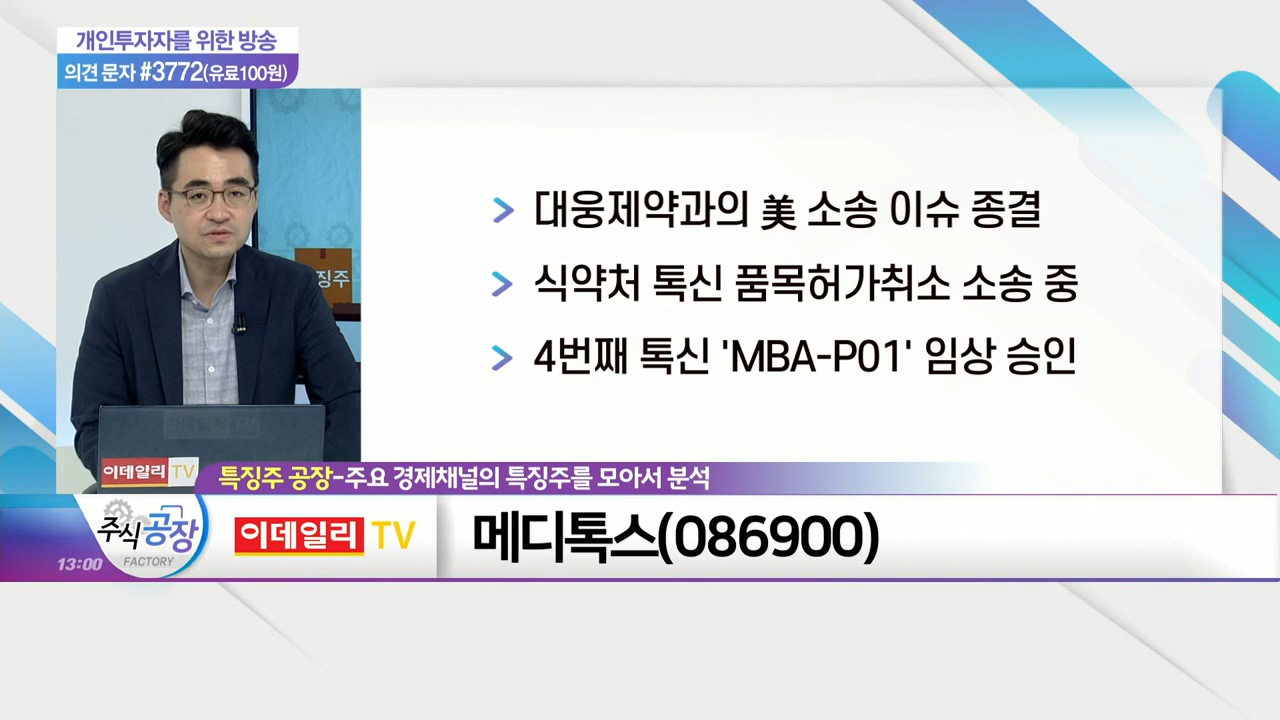 개인투자자를 위한 방송
의견 문자 #3772(유료100원)
> 대웅제약과의 美 소송 이슈 종결
> 식약처 톡신 품목허가취소 소송 중
> 4번째 톡신 'MBA-P01' 임상 승인
징주
이데일리 TV
특징주 공장-주요 경제채널의 특징주를 모아서 분석
주식공장
FACTORY
13:00
이데일리 TV
메디톡스(086900)